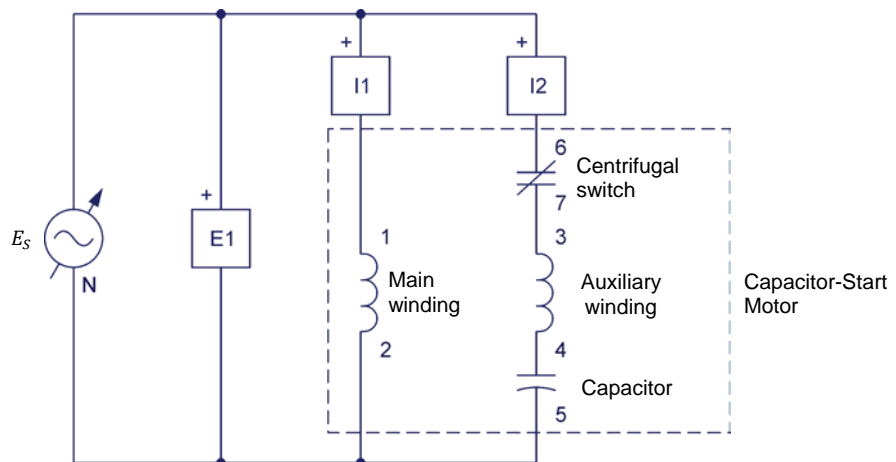 +
+
I1
I2
6
Centrifugal
switch
7
+
E_S
N
E1
1
3
Main
winding
Auxiliary
winding
Capacitor-Start
Motor
2
4
Capacitor
5